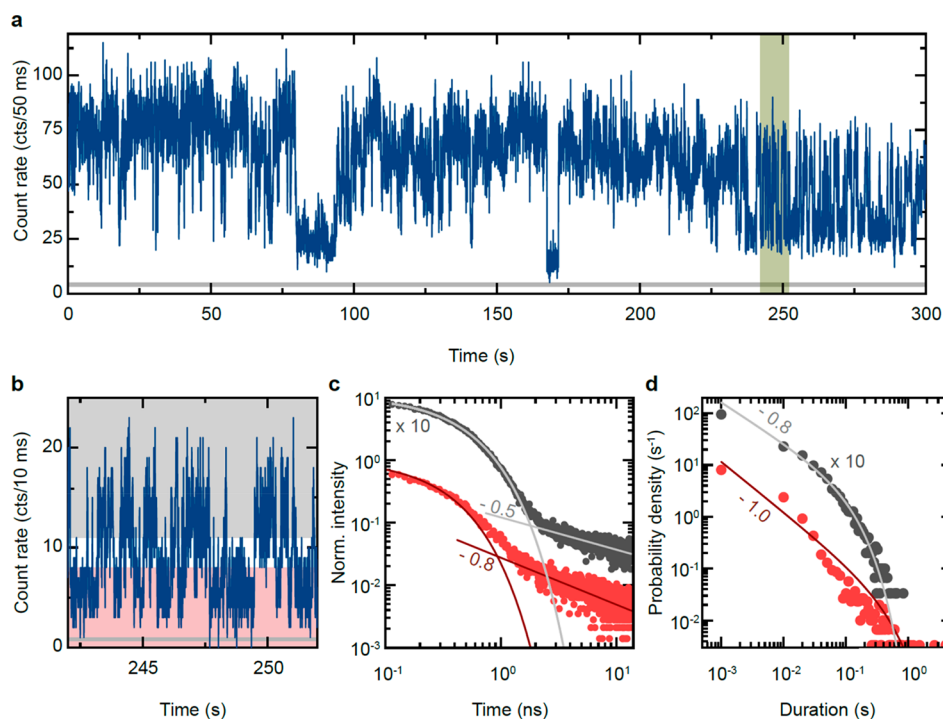 a
Count rate (cts/50 ms)
100
75
50
25
0
0 50 100 150 200 250 300
Time (s)
b
Count rate (cts/10 ms)
20
10
0
245 250
Time (s)
c
Norm. intensity
10^1
10^0
10^-1
10^-2
10^-3
x 10
- 0.5
- 0.8
10^-1 10^0 10^1
Time (ns)
d
Probability density (s^-1)
10^2
10^1
10^0
10^-1
10^-2
- 0.8
x 10
- 1.0
10^-3 10^-2 10^-1 10^0
Duration (s)